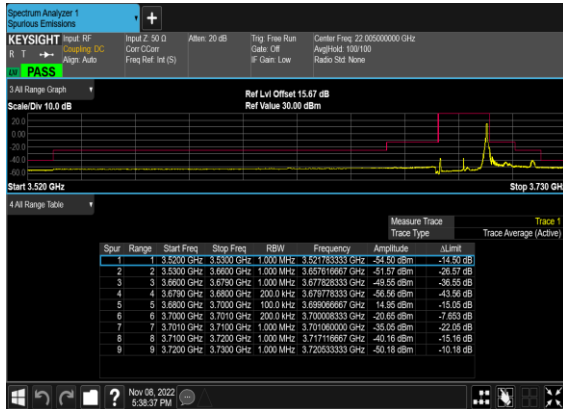 Spectrum Analyzer 1
Spurious Emissions
+
KEYSIGHT Input: RF Input Z: 50 Ω Atten: 20 dB Trig: Free Run Center Freq: 22.005000000 GHz
R T Coupling: DC Corr CCorr Gate: Off Avg|Hold: 100/100
Align: Auto Freq Ref: Int (S) IF Gain: Low Radio Std: None
LXI PASS
3 All Range Graph
Ref Lvl Offset 15.67 dB
Scale/Div 10.0 dB Ref Value 30.00 dBm
20.0
0.00
-20.0
-40.0
-60.0
Start 3.520 GHz Stop 3.730 GHz
4 All Range Table
Measure Trace Trace 1
Trace Type Trace Average (Active)
Spur Range Start Freq Stop Freq RBW Frequency Amplitude ΔLimit
1 1 3.5200 GHz 3.5300 GHz 1.000 MHz 3.521783333 GHz -54.50 dBm -14.50 dB
2 2 3.5300 GHz 3.6600 GHz 1.000 MHz 3.657616667 GHz -51.57 dBm -26.57 dB
3 3 3.6600 GHz 3.6790 GHz 1.000 MHz 3.677828333 GHz -49.55 dBm -36.55 dB
4 4 3.6790 GHz 3.6800 GHz 200.0 kHz 3.679778333 GHz -56.56 dBm -43.56 dB
5 5 3.6800 GHz 3.7000 GHz 100.0 kHz 3.699066667 GHz 14.95 dBm -15.05 dB
6 6 3.7000 GHz 3.7010 GHz 200.0 kHz 3.700008333 GHz -20.65 dBm -7.653 dB
7 7 3.7010 GHz 3.7100 GHz 1.000 MHz 3.701060000 GHz -35.05 dBm -22.05 dB
8 8 3.7100 GHz 3.7200 GHz 1.000 MHz 3.717116667 GHz -40.16 dBm -15.16 dB
9 9 3.7200 GHz 3.7300 GHz 1.000 MHz 3.720533333 GHz -50.18 dBm -10.18 dB
? Nov 08, 2022
5:38:37 PM